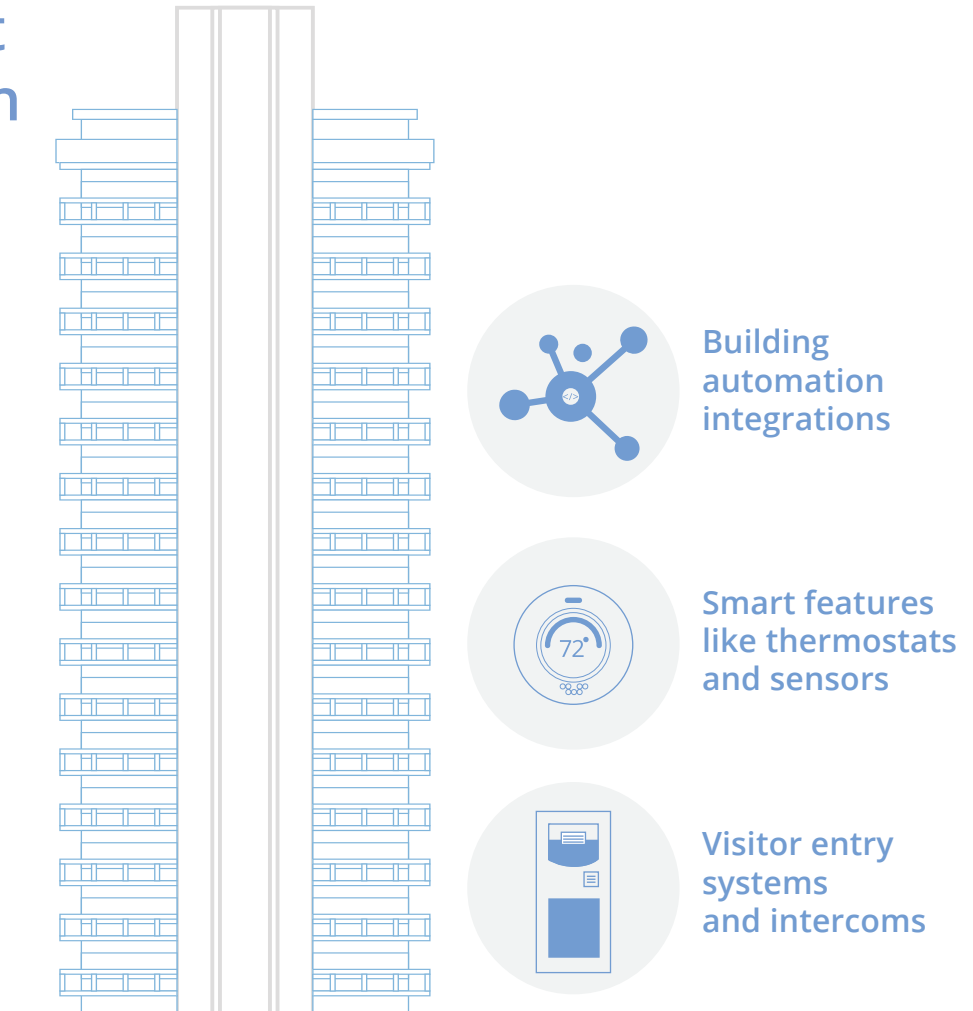 Building
automation
integrations
</>
Smart features
like thermostats
and sensors
72°
Visitor entry
systems
and intercoms